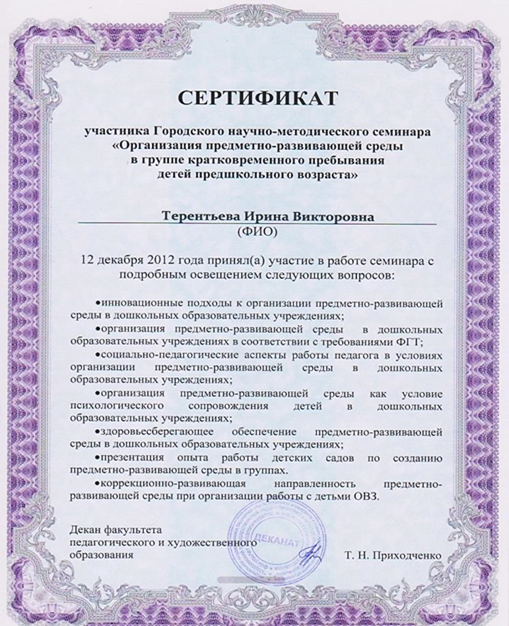 СЕРТИФИКАТ
участника Городского научно-методического семинара
«Организация предметно-развивающей среды
в группе кратковременного пребывания
детей предшкольного возраста»
Терентьева Ирина Викторовна
(ФИО)
12 декабря 2012 года принял(а) участие в работе семинара с
подробным освещением следующих вопросов:
•инновационные подходы к организации предметно-развивающей
среды в дошкольных образовательных учреждениях;
•организация предметно-развивающей среды в дошкольных
образовательных учреждениях в соответствии с требованиями ФГТ;
•социально-педагогические аспекты работы педагога в условиях
организации предметно-развивающей среды в дошкольных
образовательных учреждениях;
•организация предметно-развивающей среды как условие
психологического сопровождения детей в дошкольных
образовательных учреждениях;
•здоровьесберегающее обеспечение предметно-развивающей
среды в дошкольных образовательных учреждениях;
•презентация опыта работы детских садов по созданию
предметно-развивающей среды в группах.
•коррекционно-развивающая направленность предметно-
развивающей среды при организации работы с детьми ОВЗ.
Декан факультета
педагогического и художественного
образования
ДЕКАНАТ
Т. Н. Приходченко